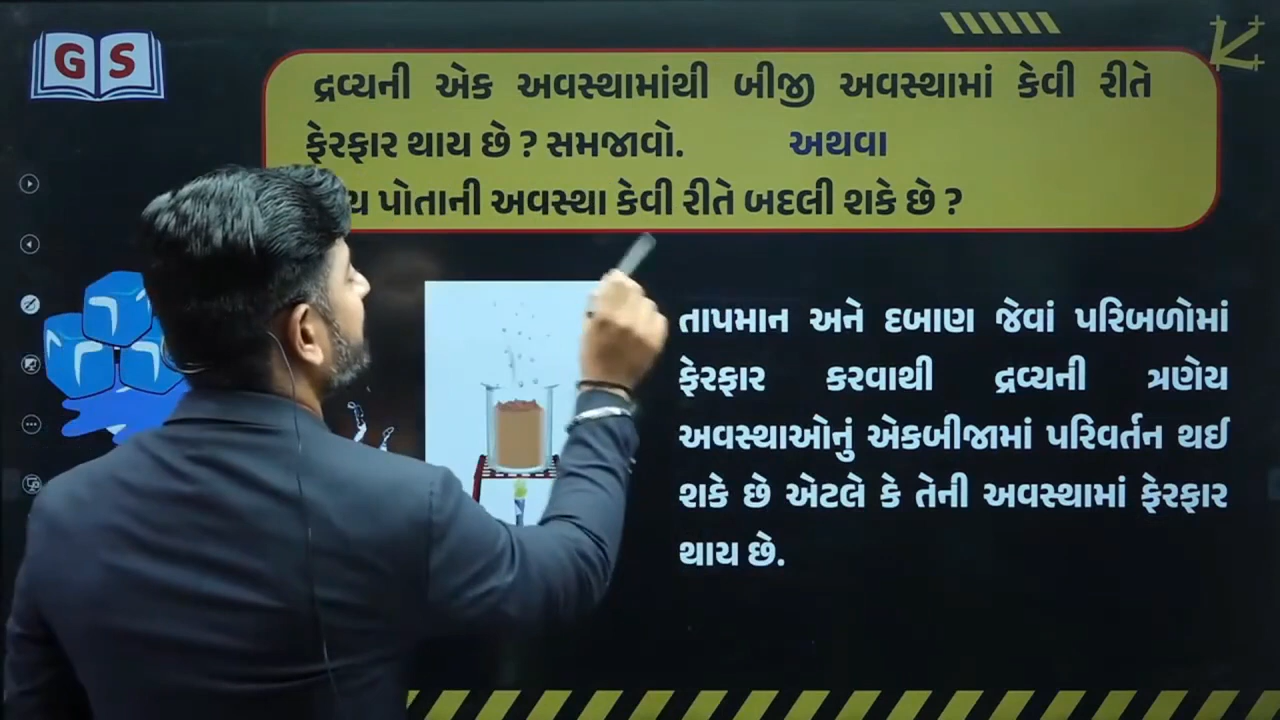 GS
દ્રવ્યની એક અવસ્થામાંથી બીજી અવસ્થામાં કેવી રીતે
ફેરફાર થાય છે ? સમજાવો. અથવા
પોતાની અવસ્થા કેવી રીતે બદલી શકે છે ?
તાપમાન અને દબાણ જેવાં પરિબળોમાં
ફેરફાર કરવાથી દ્રવ્યની ત્રણેય
અવસ્થાઓનું એકબીજામાં પરિવર્તન થઈ
શકે છે એટલે કે તેની અવસ્થામાં ફેરફાર
થાય છે.